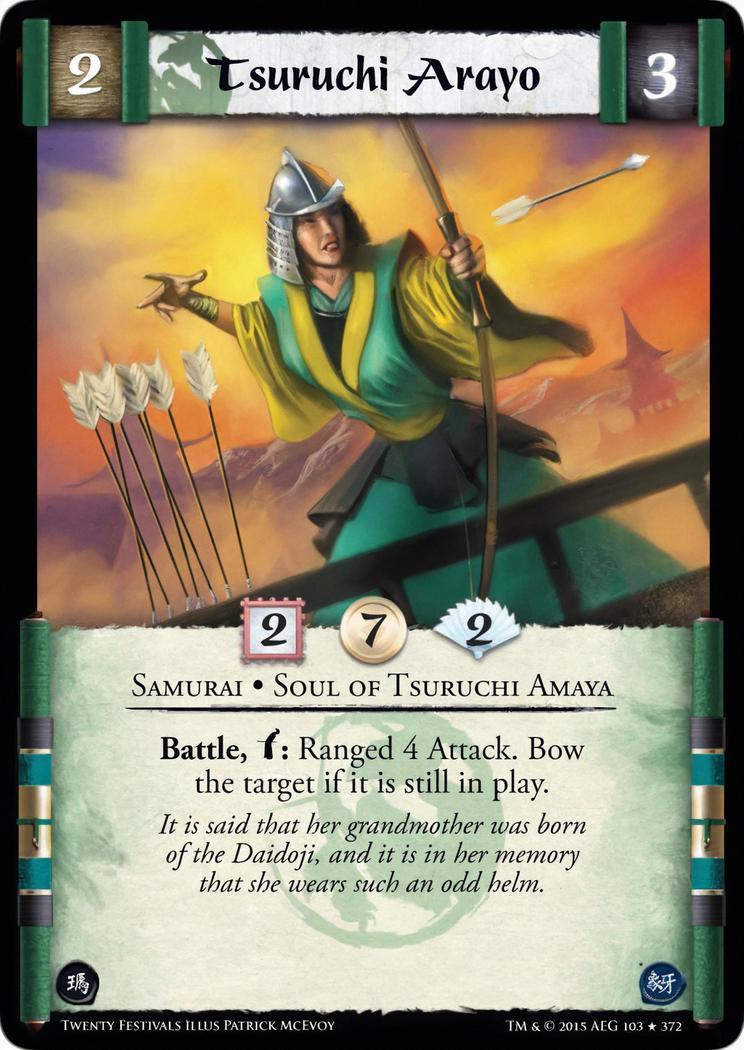 2
Tsuruchi Arayo
3
2
7
2
Samurai • Soul of Tsuruchi Amaya
Battle, : Ranged 4 Attack. Bow
the target if it is still in play.
It is said that her grandmother was born
of the Daidoji, and it is in her memory
that she wears such an odd helm.
Twenty Festivals Illus Patrick McEvoy
TM & © 2015 AEG 103 ★ 372